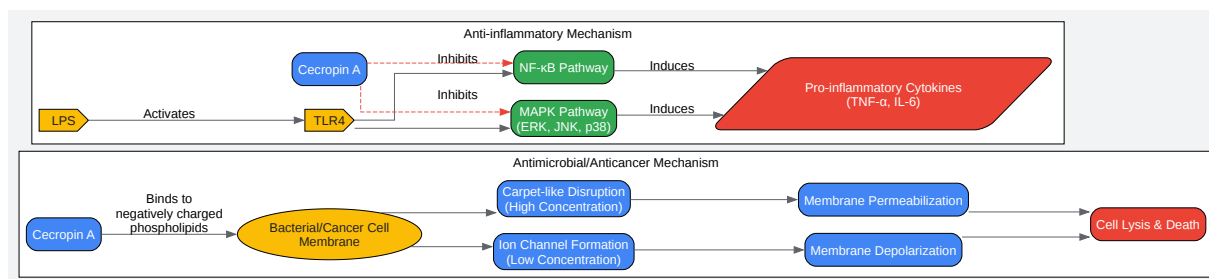 Anti-inflammatory Mechanism
Cecropin A
Inhibits
NF-κB Pathway
Induces
Pro-inflammatory Cytokines
(TNF-α, IL-6)
Inhibits
LPS
Activates
TLR4
MAPK Pathway
(ERK, JNK, p38)
Induces
Antimicrobial/Anticancer Mechanism
Cecropin A
Binds to
negatively charged
phospholipids
Bacterial/Cancer Cell
Membrane
Carpet-like Disruption
(High Concentration)
Membrane Permeabilization
Ion Channel Formation
(Low Concentration)
Membrane Depolarization
Cell Lysis & Death